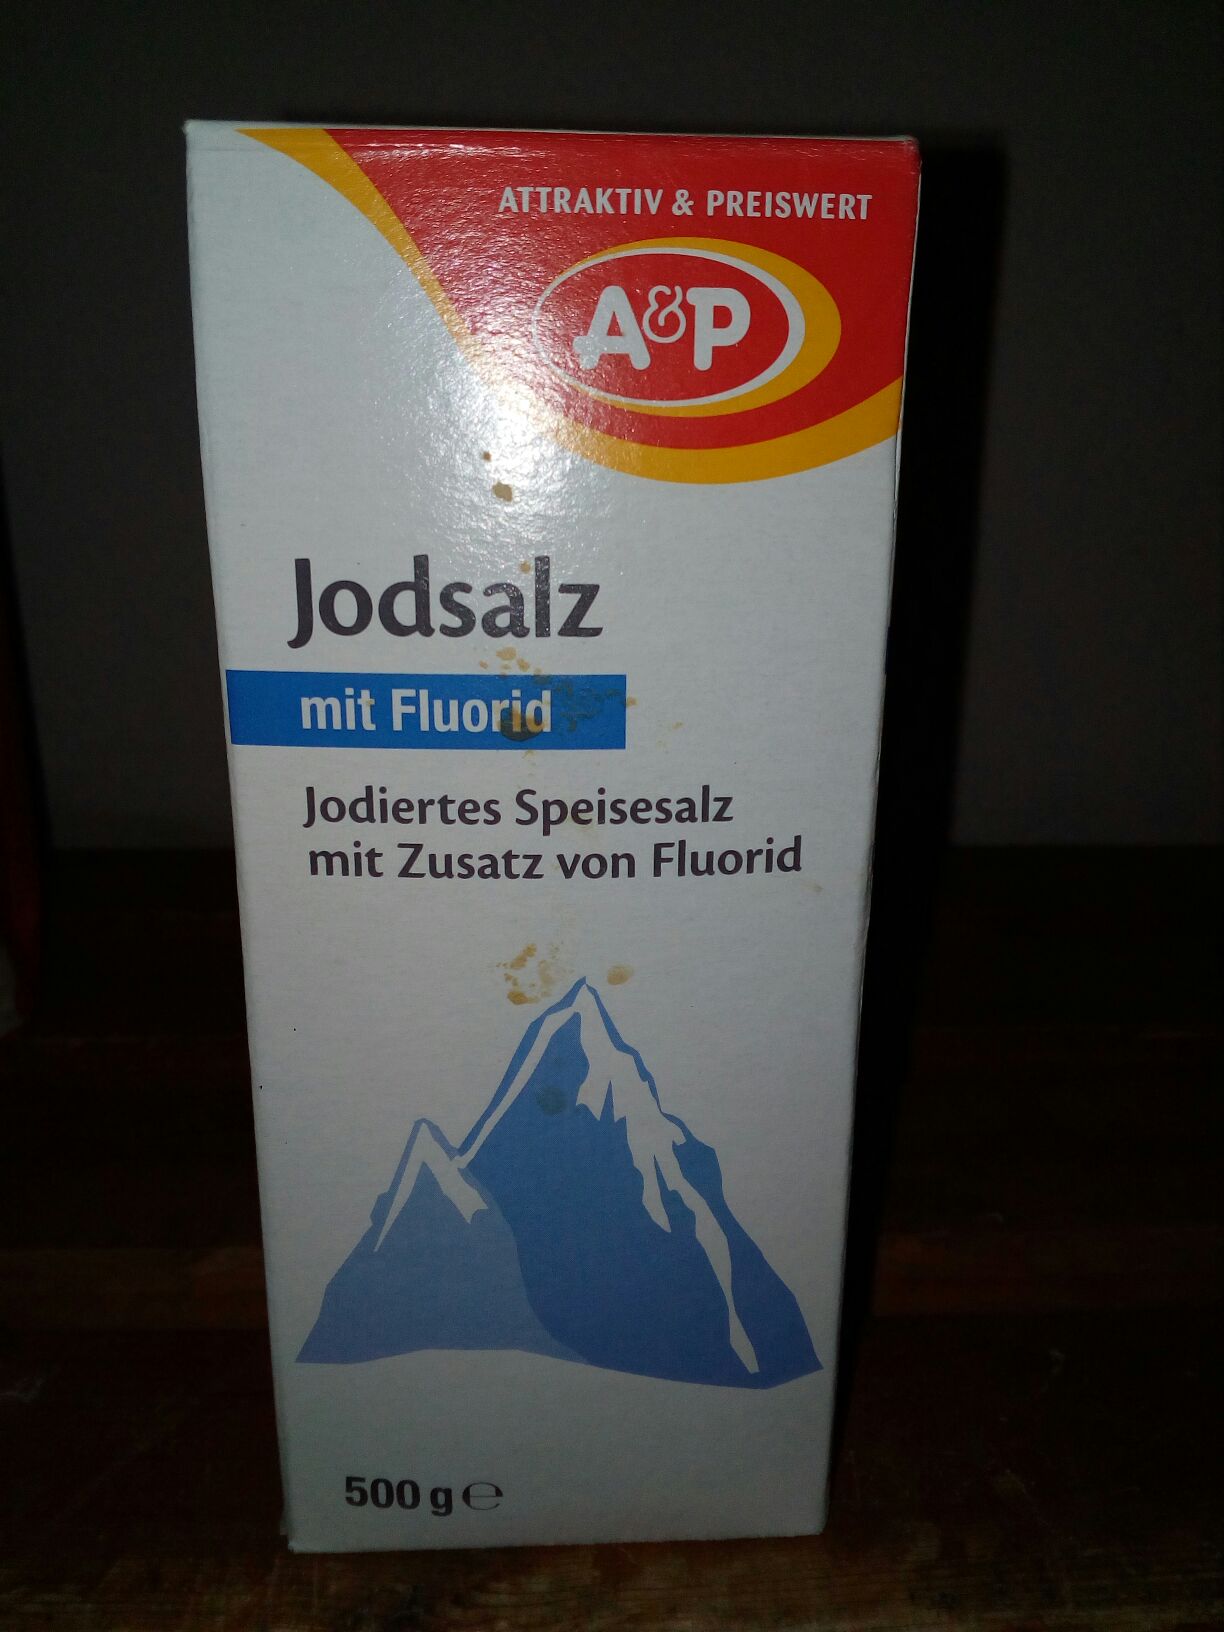 ATTRAKTIV & PREISWERT
A&P
Jodsalz
mit Fluorid
Jodiertes Speisesalz
mit Zusatz von Fluorid
500 g ℮